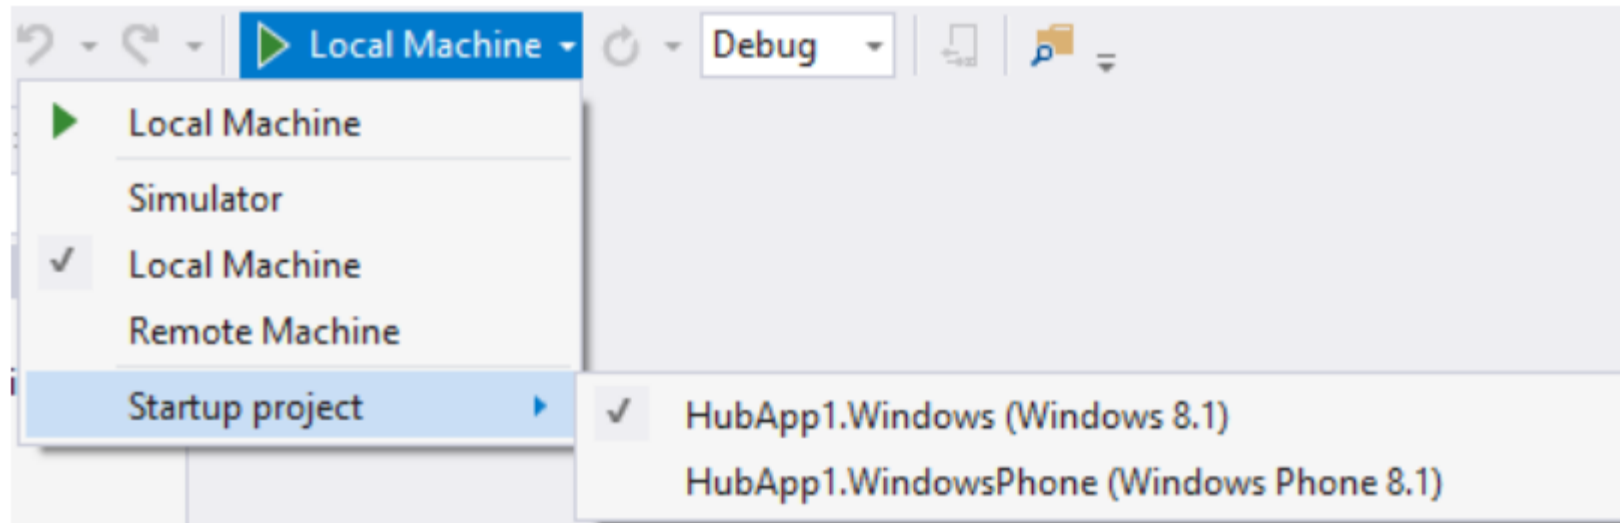 Local Machine
Debug
Local Machine
Simulator
Local Machine
Remote Machine
Startup project
HubApp1.Windows (Windows 8.1)
HubApp1.WindowsPhone (Windows Phone 8.1)